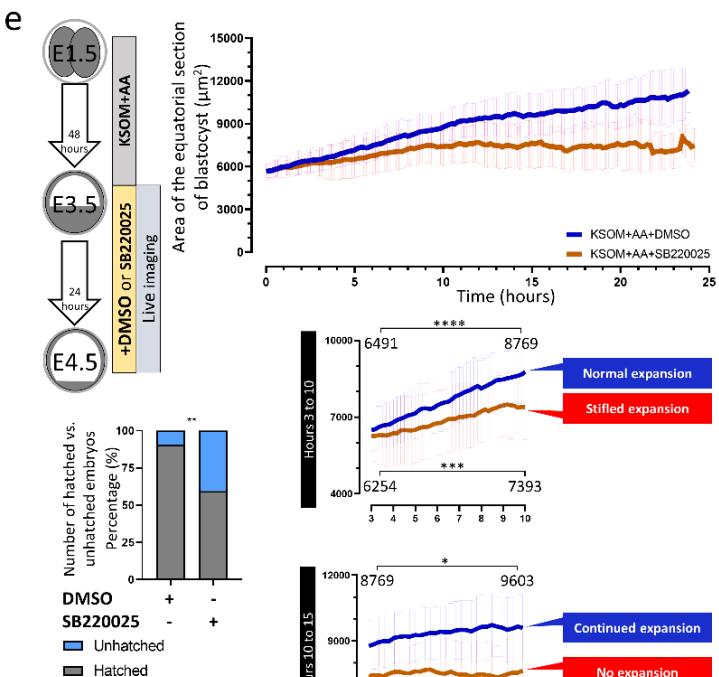 e
E1.5
48
hours
E3.5
24
hours
E4.5
KSOM+AA
+DMSO or SB220025
Live imaging
Area of the equatorial section
of blastocyst (μm²)
15000
12000
9000
6000
3000
0
0
5
10
15
20
25
Time (hours)
KSOM+AA+DMSO
KSOM+AA+SB220025
Hours 3 to 10
10000
7000
4000
****
6491
8769
***
6254
7393
3
4
5
6
7
8
9
10
Normal expansion
Stifled expansion
Number of hatched vs.
unhatched embryos
Percentage (%)
**
100
75
50
25
0
DMSO + -
SB220025 - +
Unhatched
Hatched
rs 10 to 15
12000
9000
*
8769
9603
Continued expansion
No expansion